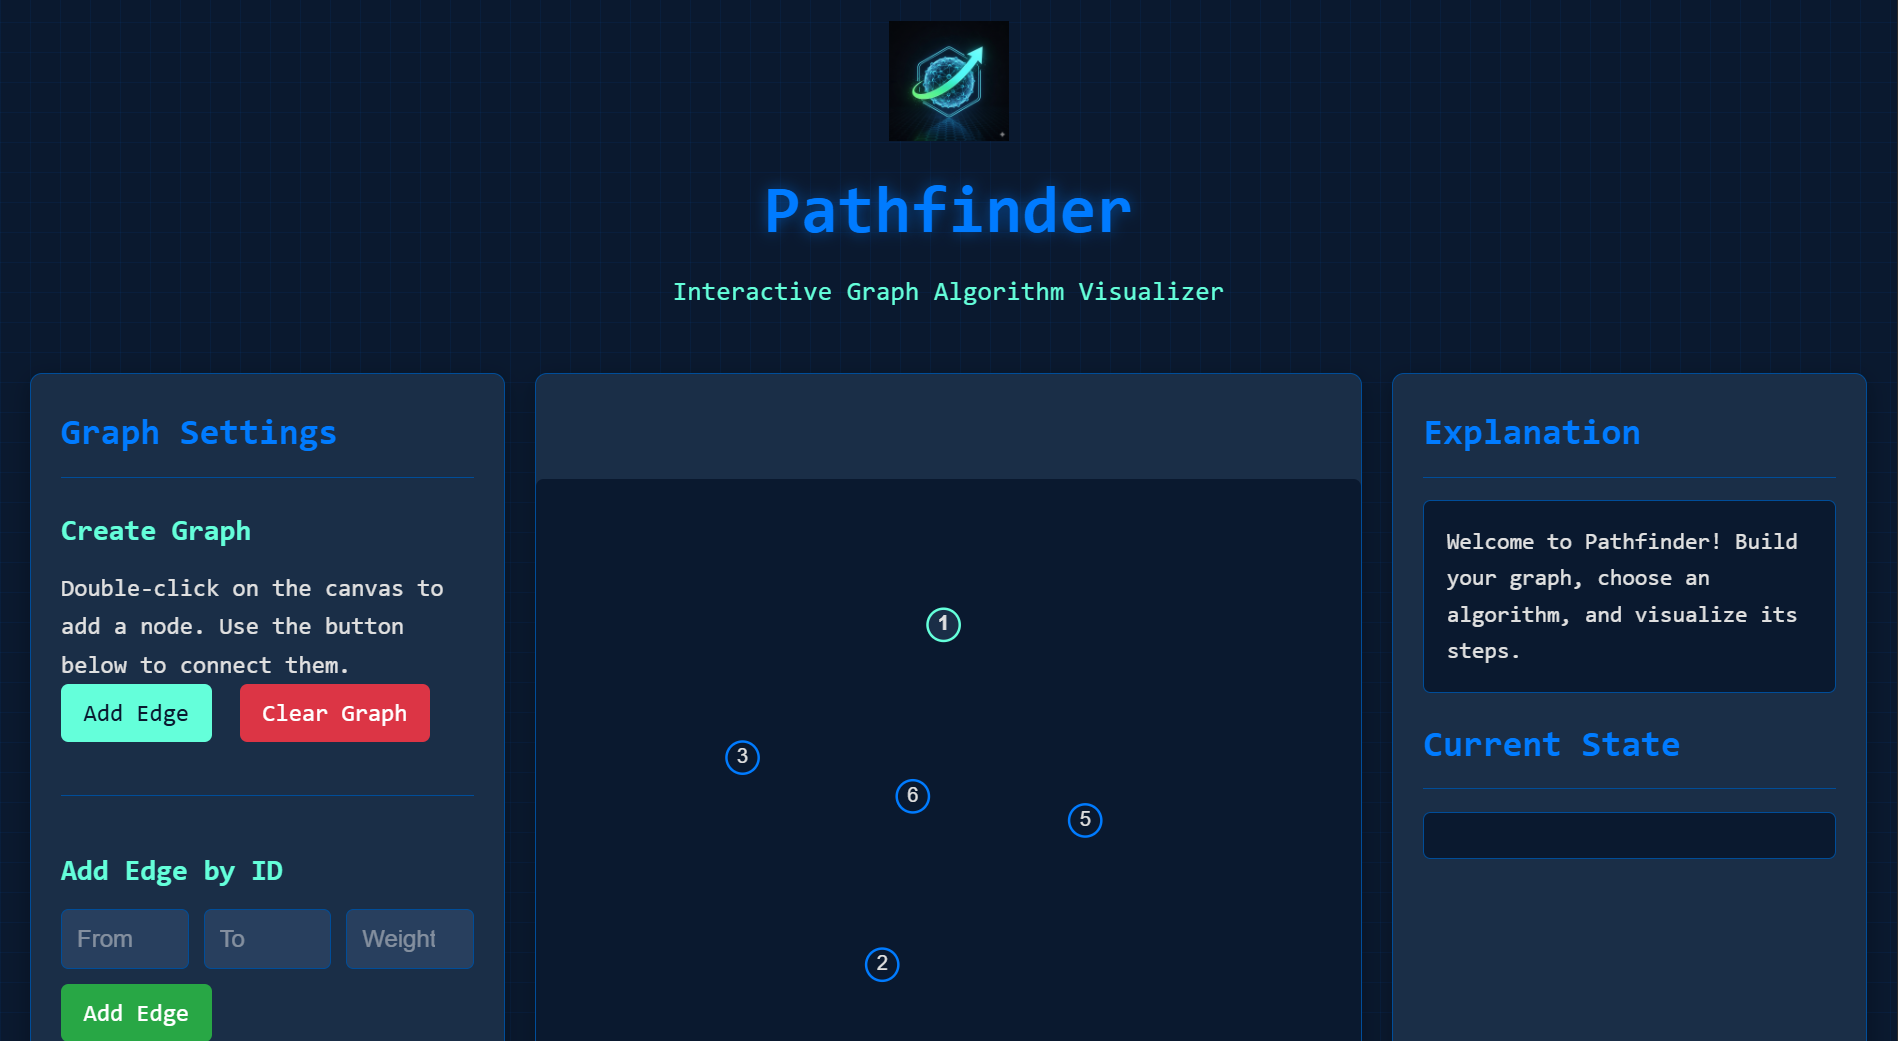 Pathfinder
Interactive Graph Algorithm Visualizer
Graph Settings
Create Graph
Double-click on the canvas to
add a node. Use the button
below to connect them.
Add Edge
Clear Graph
Add Edge by ID
From
To
Weight
Add Edge
1
3
6
5
2
Explanation
Welcome to Pathfinder! Build
your graph, choose an
algorithm, and visualize its
steps.
Current State